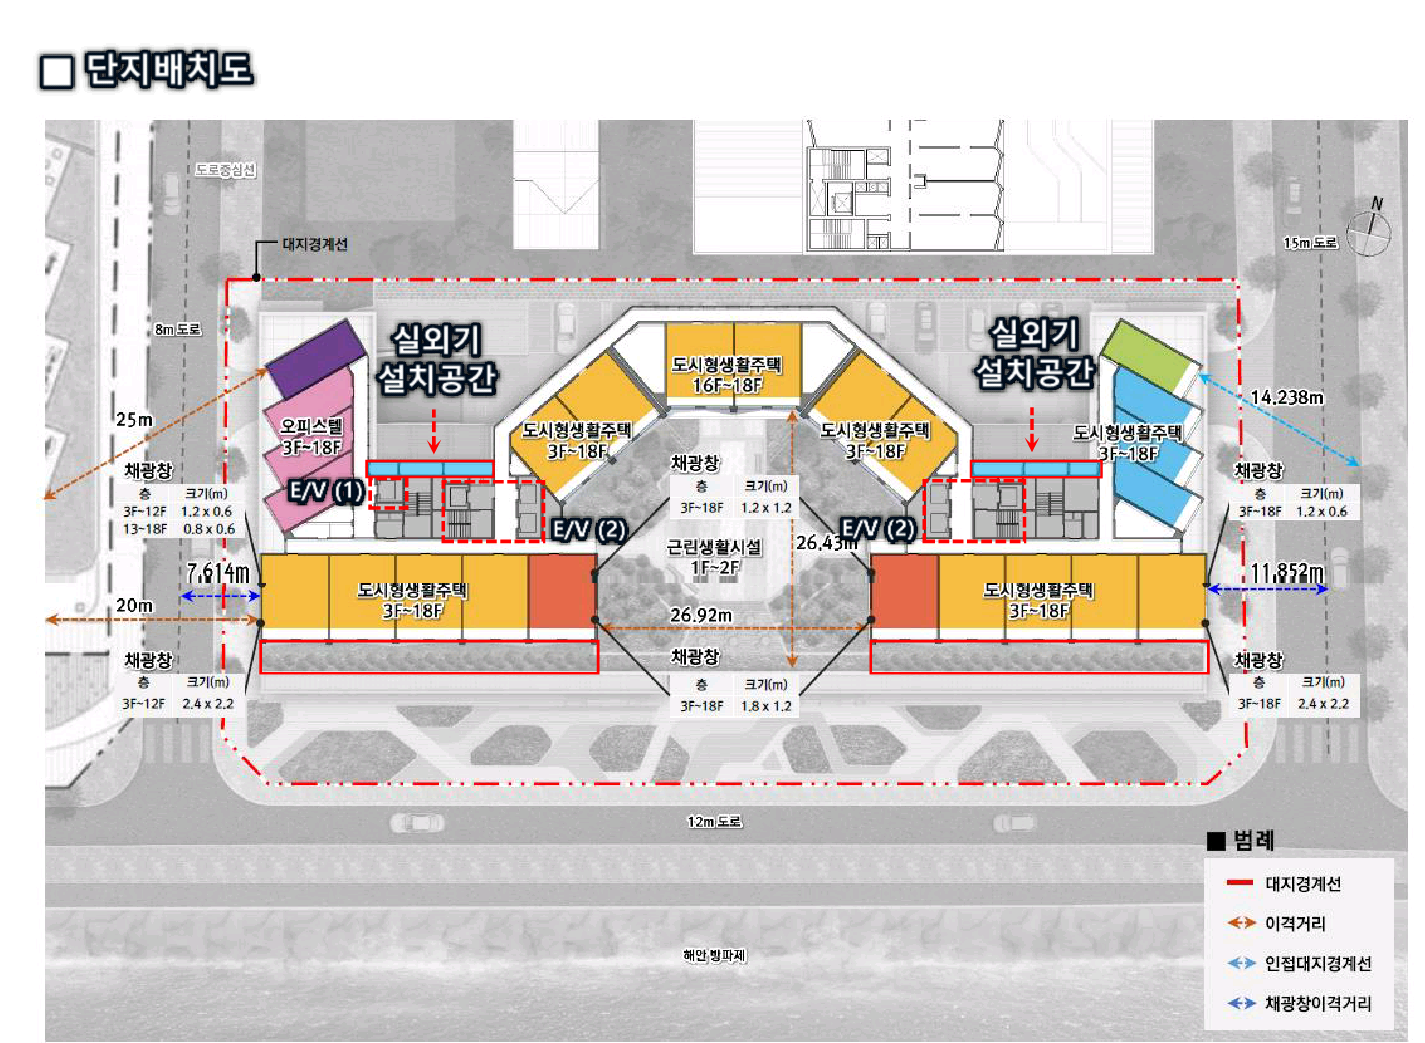 단지배치도
도로중심선
대지경계선
N
15m 도로
8m 도로
실외기
설치공간
실외기
설치공간
도시형생활주택
16F~18F
25m
14.238m
오피스텔
3F~18F
도시형생활주택
3F~18F
도시형생활주택
3F~18F
도시형생활주택
3F~18F
채광창
층 크기(m)
3F~12F 1.2 x 0.6
13~18F 0.8 x 0.6
채광창
층 크기(m)
3F~18F 1.2 x 1.2
채광창
층 크기(m)
3F~18F 1.2 x 0.6
E/V (1)
E/V (2)
E/V (2)
근린생활시설
1F~2F
26.43m
7.614m
11.852m
도시형생활주택
3F~18F
도시형생활주택
3F~18F
20m
26.92m
채광창
층 크기(m)
3F~12F 2.4 x 2.2
채광창
층 크기(m)
3F~18F 1.8 x 1.2
채광창
층 크기(m)
3F~18F 2.4 x 2.2
12m 도로
해안 방파제
■ 범례
대지경계선
이격거리
인접대지경계선
채광창이격거리